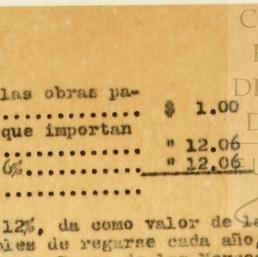 las obras pa-
.................. $ 1.00
que importan
.................. " 12.06
6%.................. " 12.06
..................
12%, da como valor de la
bles de regarse cada año,